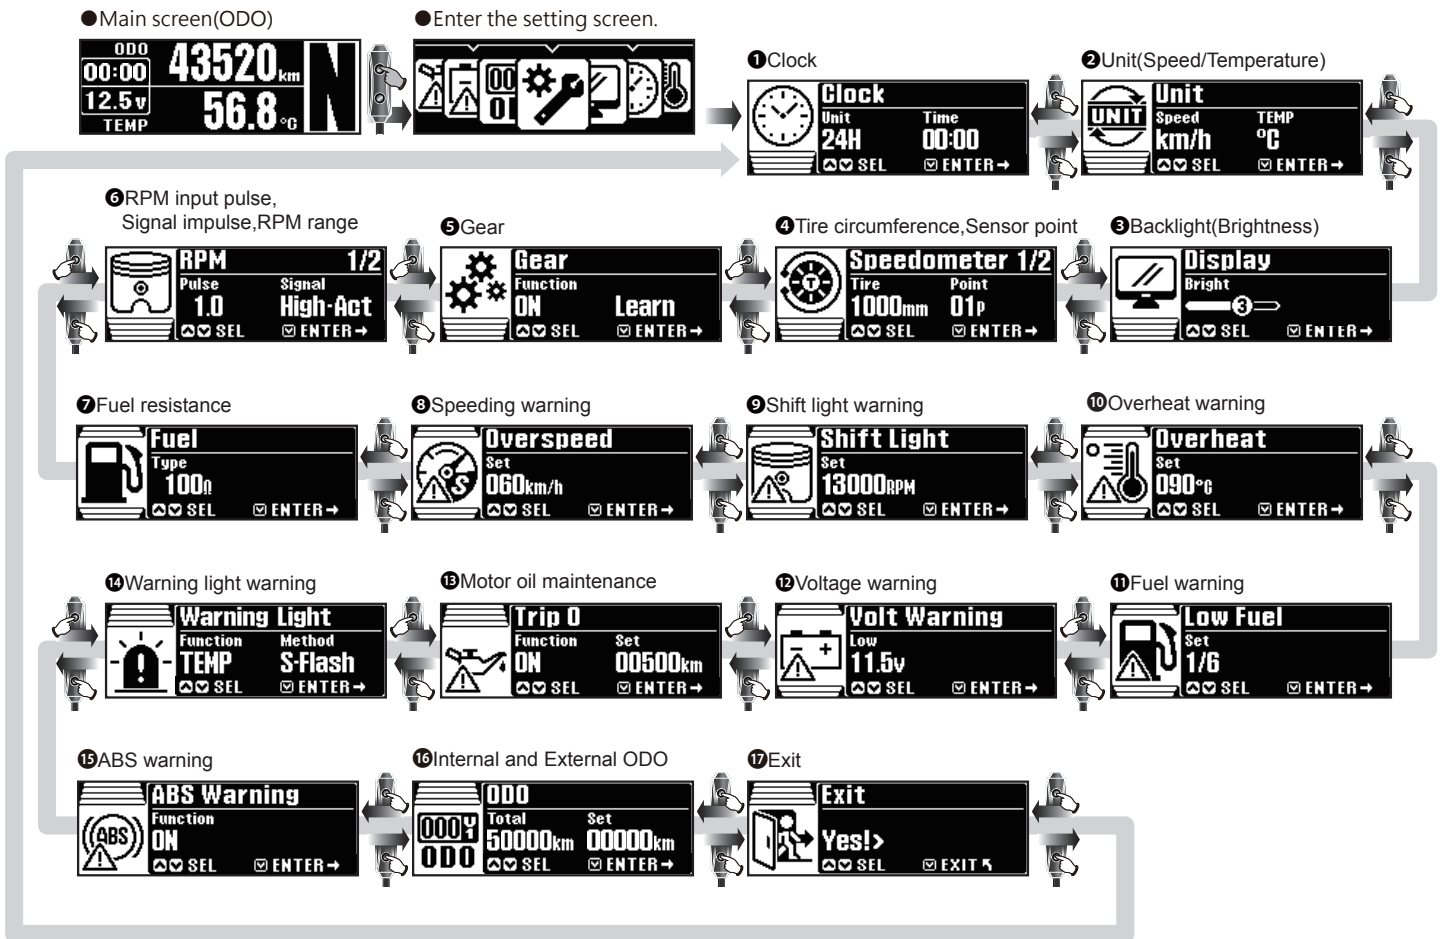 ●Main screen(ODO)
ODO
00:00
43520km
12.5v
56.8°C
TEMP
N
●Enter the setting screen.
00
01
❶Clock
Clock
Unit Time
24H 00:00
SEL ENTER→
❷Unit(Speed/Temperature)
UNIT
Unit
Speed TEMP
km/h °C
SEL ENTER→
❻RPM input pulse,
Signal impulse,RPM range
RPM 1/2
Pulse Signal
1.0 High-Act
SEL ENTER→
❺Gear
Gear
Function
ON Learn
SEL ENTER→
❹Tire circumference,Sensor point
T
Speedometer 1/2
Tire Point
1000mm 01P
SEL ENTER→
❸Backlight(Brightness)
Display
Bright
3
SEL ENTER→
❼Fuel resistance
Fuel
Type
100Ω
SEL ENTER→
❽Speeding warning
S
Overspeed
Set
060km/h
SEL ENTER→
❾Shift light warning
Shift Light
Set
13000RPM
SEL ENTER→
❿Overheat warning
Overheat
Set
090°C
SEL ENTER→
⓮Warning light warning
Warning Light
Function Method
TEMP S-Flash
SEL ENTER→
⓭Motor oil maintenance
Trip O
Function Set
ON 00500km
SEL ENTER→
⓬Voltage warning
Volt Warning
Low
11.5v
SEL ENTER→
⓫Fuel warning
Low Fuel
Set
1/6
SEL ENTER→
⓯ABS warning
ABS
ABS Warning
Function
ON
SEL ENTER→
⓰Internal and External ODO
ODO
ODO
Total Set
50000km 00000km
SEL ENTER→
⓱Exit
Exit
Yes!>
SEL EXIT↖